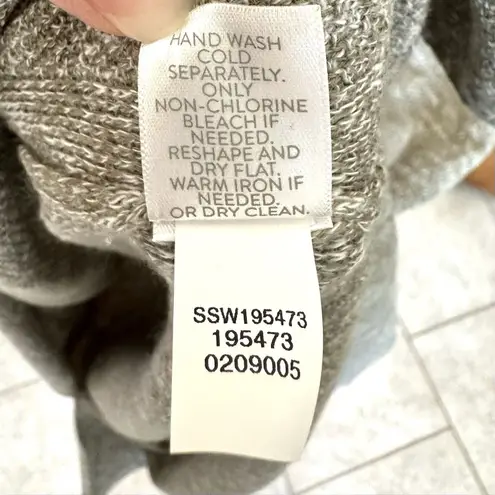 HAND WASH
COLD
SEPARATELY.
ONLY
NON-CHLORINE
BLEACH IF
NEEDED.
RESHAPE AND
DRY FLAT.
WARM IRON IF
NEEDED.
OR DRY CLEAN.
SSW195473
195473
0209005